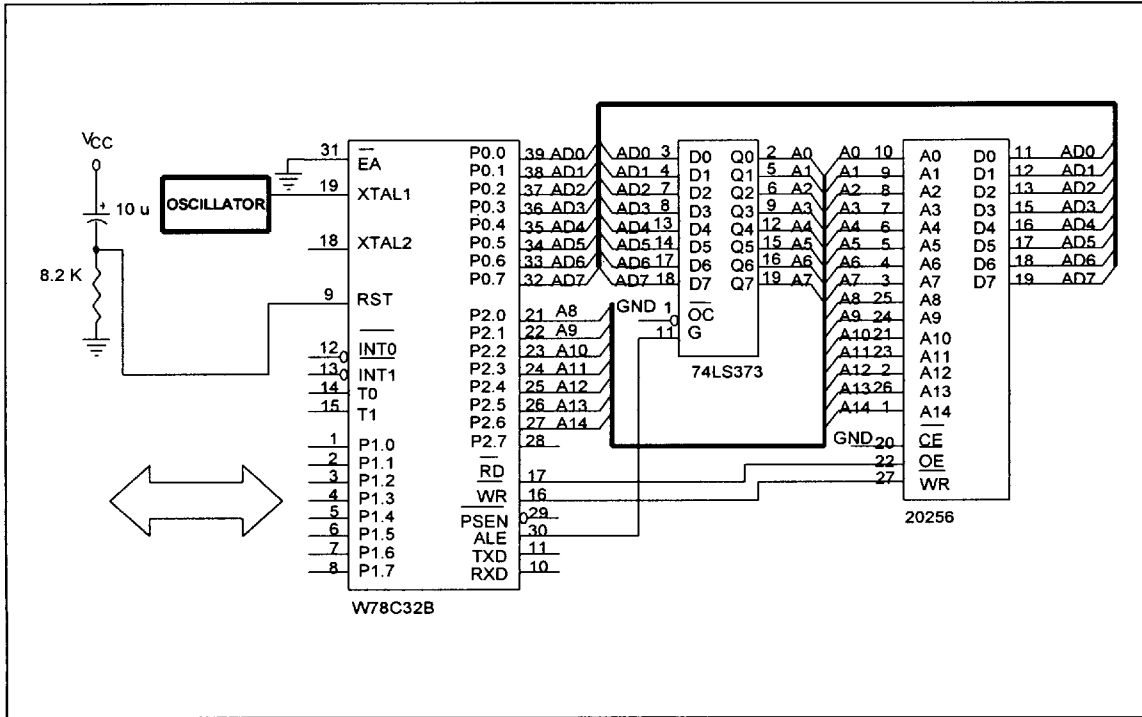 VCC
10 u
8.2 K
OSCILLATOR
31 EA
19 XTAL1
18 XTAL2
9 RST
12 INT0
13 INT1
14 T0
15 T1
1 P1.0
2 P1.1
3 P1.2
4 P1.3
5 P1.4
6 P1.5
7 P1.6
8 P1.7
P0.0 39 AD0
P0.1 38 AD1
P0.2 37 AD2
P0.3 36 AD3
P0.4 35 AD4
P0.5 34 AD5
P0.6 33 AD6
P0.7 32 AD7
P2.0 21 A8
P2.1 22 A9
P2.2 23 A10
P2.3 24 A11
P2.4 25 A12
P2.5 26 A13
P2.6 27 A14
P2.7 28
RD 17
WR 16
PSEN 29
ALE 30
TXD 11
RXD 10
W78C32B
AD0 3 D0 Q0 2 A0
AD1 4 D1 Q1 5 A1
AD2 7 D2 Q2 6 A2
AD3 8 D3 Q3 9 A3
AD4 13 D4 Q4 12 A4
AD5 14 D5 Q5 15 A5
AD6 17 D6 Q6 16 A6
AD7 18 D7 Q7 19 A7
GND 1 OC
11 G
74LS373
A0 10 A0 D0 11 AD0
A1 9 A1 D1 12 AD1
A2 8 A2 D2 13 AD2
A3 7 A3 D3 15 AD3
A4 6 A4 D4 16 AD4
A5 5 A5 D5 17 AD5
A6 4 A6 D6 18 AD6
A7 3 A7 D7 19 AD7
A8 25 A8
A9 24 A9
A10 21 A10
A11 23 A11
A12 2 A12
A13 26 A13
A14 1 A14
GND 20 CE
22 OE
27 WR
20256